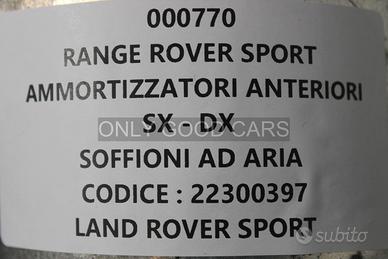 000770
RANGE ROVER SPORT
AMMORTIZZATORI ANTERIORI
ONLY GOOD CARS
SX - DX
SOFFIONI AD ARIA
CODICE : 22300397
LAND ROVER SPORT
subito